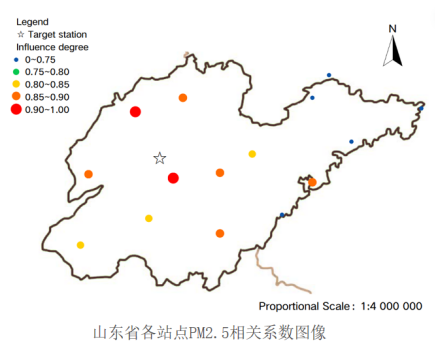 Legend
☆ Target station
Influence degree
0~0.75
0.75~0.80
0.80~0.85
0.85~0.90
0.90~1.00
N
Proportional Scale: 1:4 000 000
山东省各站点PM2.5相关系数图像